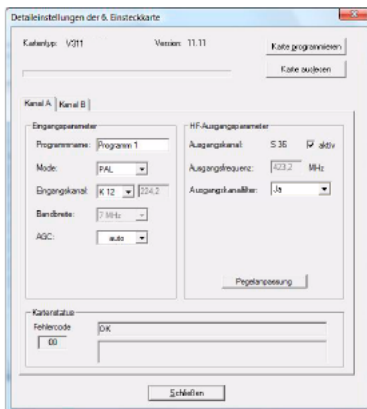 Detaileinstellungen der 6. Einsteckkarte
Kartentyp: V311 Version: 11.11
Karte programmieren
Karte auslesen
Kanal A Kanal B
Eingangsparameter
Programmname: Programm 1
Mode: PAL
Eingangskanal: K 12 224,2
Bandbreite: 7 MHz
AGC: auto
HF-Ausgangsparameter
Ausgangskanal: S 36 aktiv
Ausgangsfrequenz: 423,2 MHz
Ausgangskanalfilter: Ja
Pegelanpassung
Kartenstatus
Fehlercode OK
00
Schließen